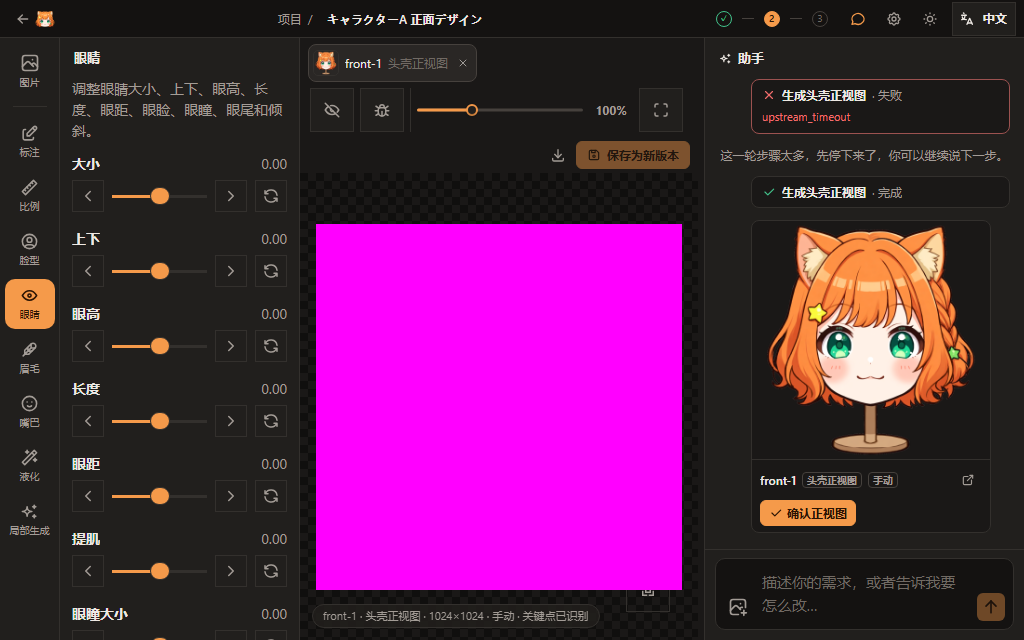 项目 / キャラクターA 正面デザイン
2
3
中文
图片
标注
比例
脸型
眼睛
眉毛
嘴巴
液化
局部生成
眼睛
调整眼睛大小、上下、眼高、长
度、眼距、眼睑、眼瞳、眼尾和倾
斜。
大小 0.00
上下 0.00
眼高 0.00
长度 0.00
眼距 0.00
提肌 0.00
眼瞳大小 0.00
front-1 头壳正视图
100%
保存为新版本
front-1 · 头壳正视图 · 1024×1024 · 手动 · 关键点已识别
助手
生成头壳正视图 · 失败
upstream_timeout
这一轮步骤太多，先停下来了，你可以继续说下一步。
生成头壳正视图 · 完成
front-1 头壳正视图 手动
确认正视图
描述你的需求，或者告诉我要
怎么改...